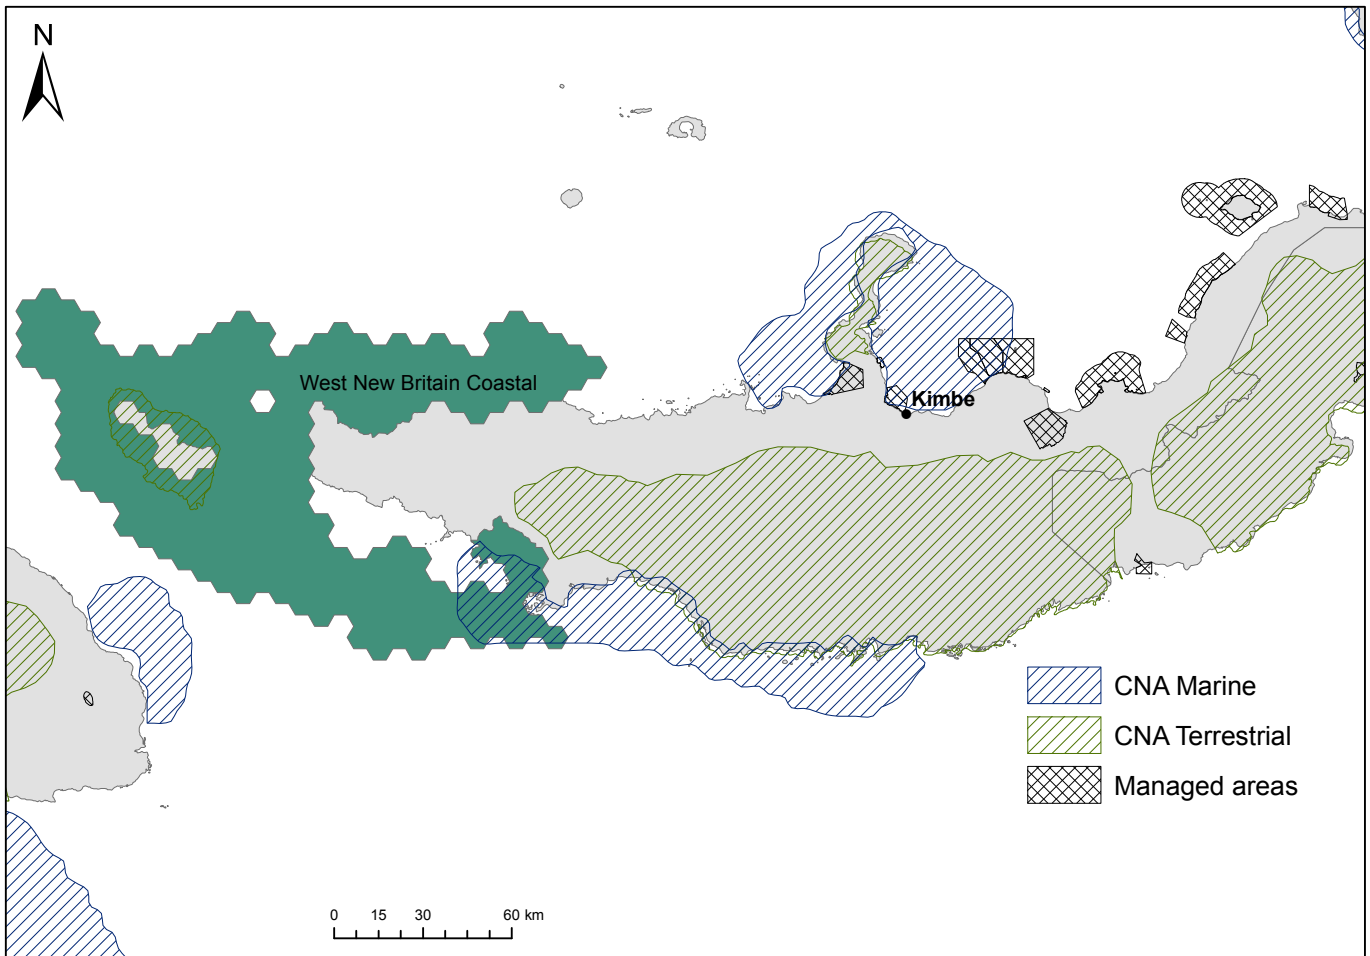 N
West New Britain Coastal
Kimbe
CNA Marine
CNA Terrestrial
Managed areas
0 15 30 60 km